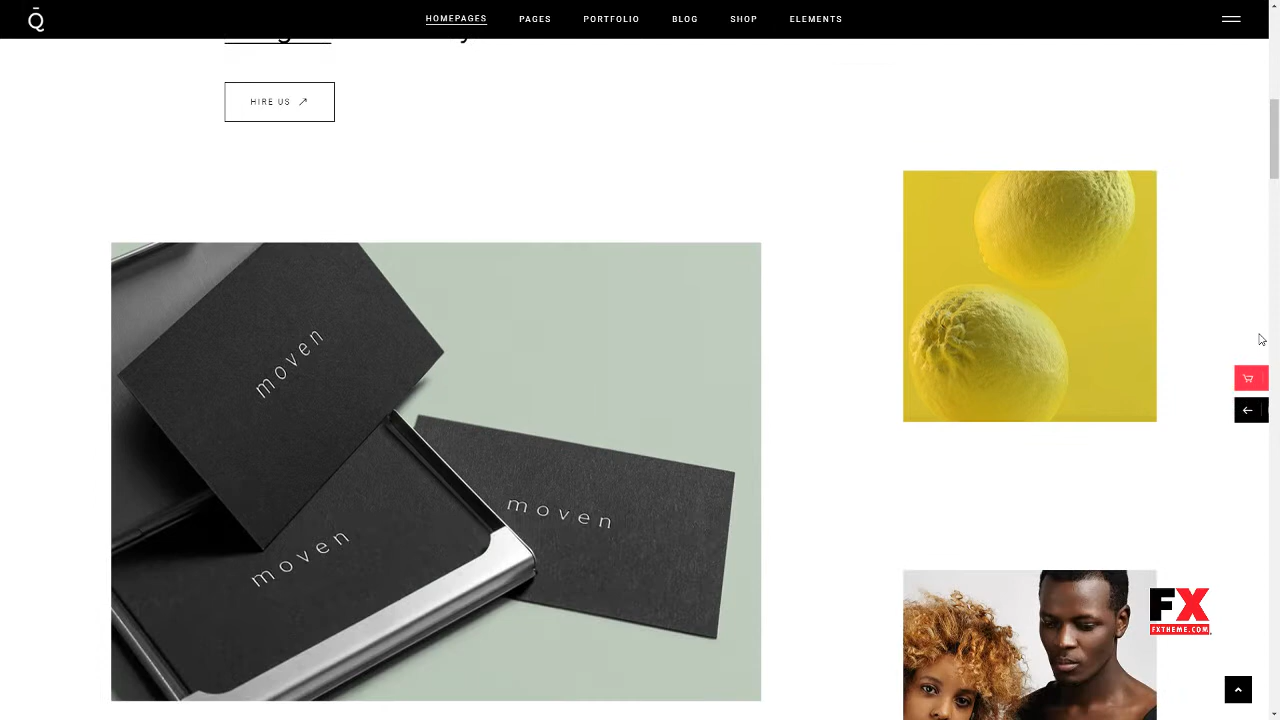 Q
HOMEPAGES PAGES PORTFOLIO BLOG SHOP ELEMENTS
HIRE US
moven
moven
moven
FX
FXTHEME.COM